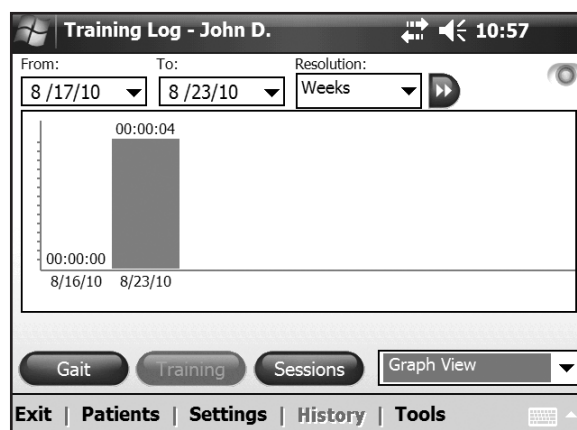 Training Log - John D. 10:57
From: To: Resolution:
8 /17/10 8 /23/10 Weeks
00:00:04
00:00:00
8/16/10 8/23/10
Gait Training Sessions Graph View
Exit | Patients | Settings | History | Tools